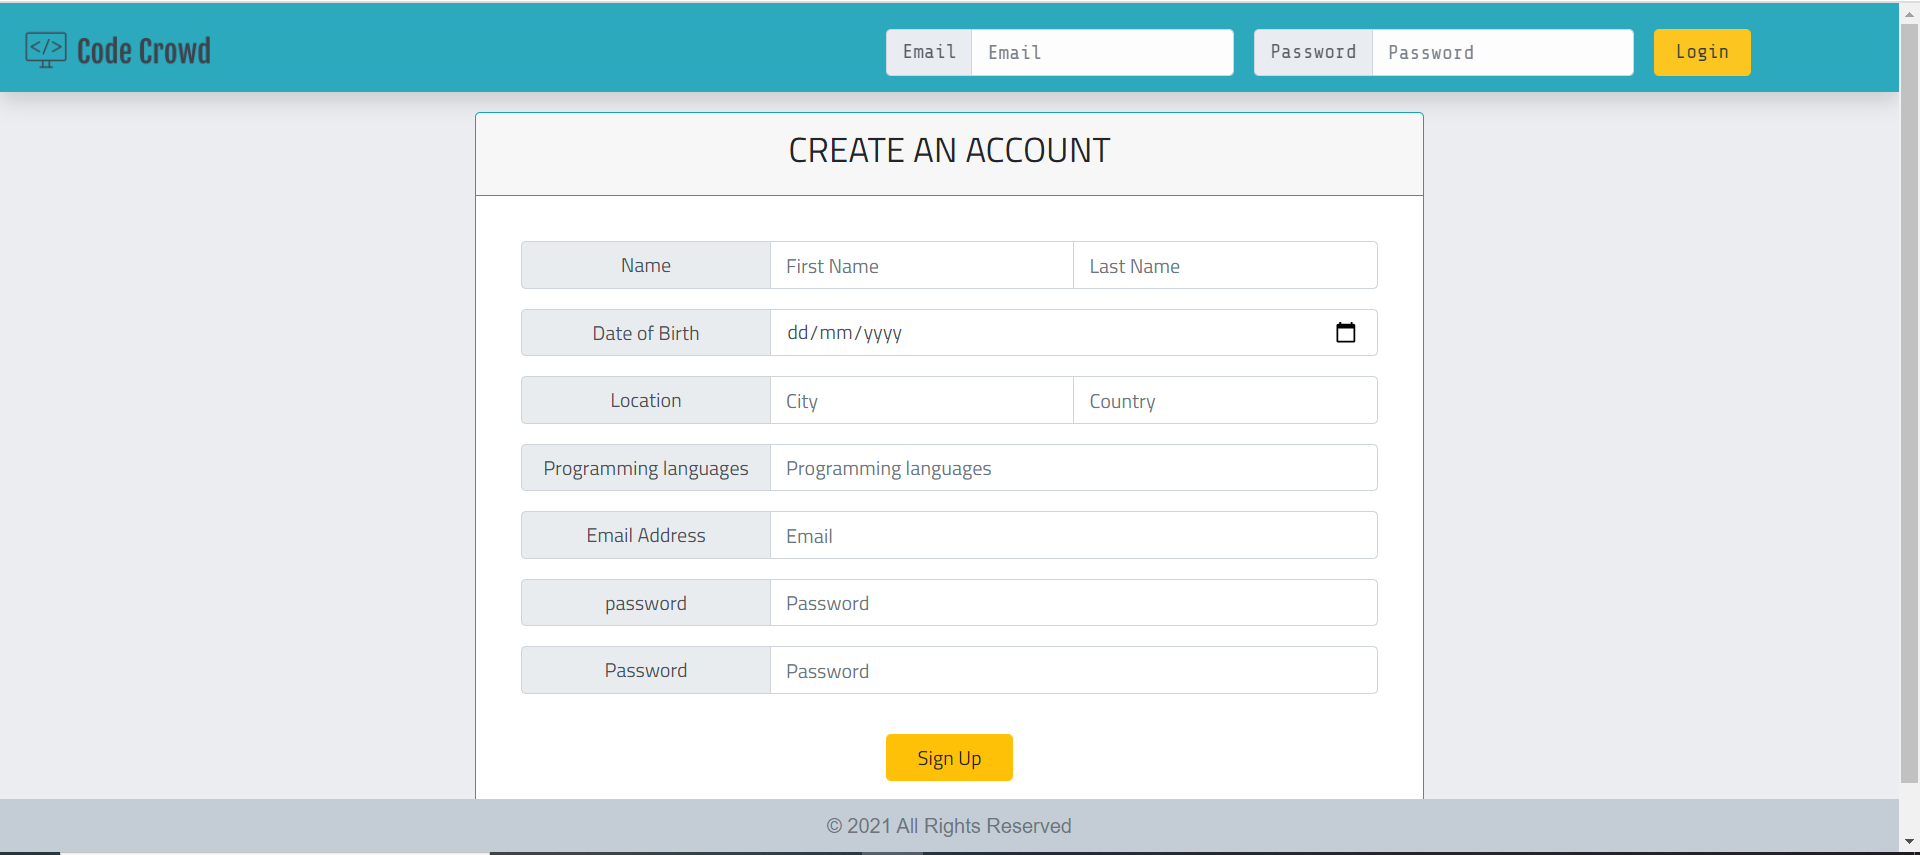 </> Code Crowd Email Email Password Password Login
CREATE AN ACCOUNT
Name First Name Last Name
Date of Birth dd/mm/yyyy
Location City Country
Programming languages Programming languages
Email Address Email
password Password
Password Password
Sign Up
© 2021 All Rights Reserved